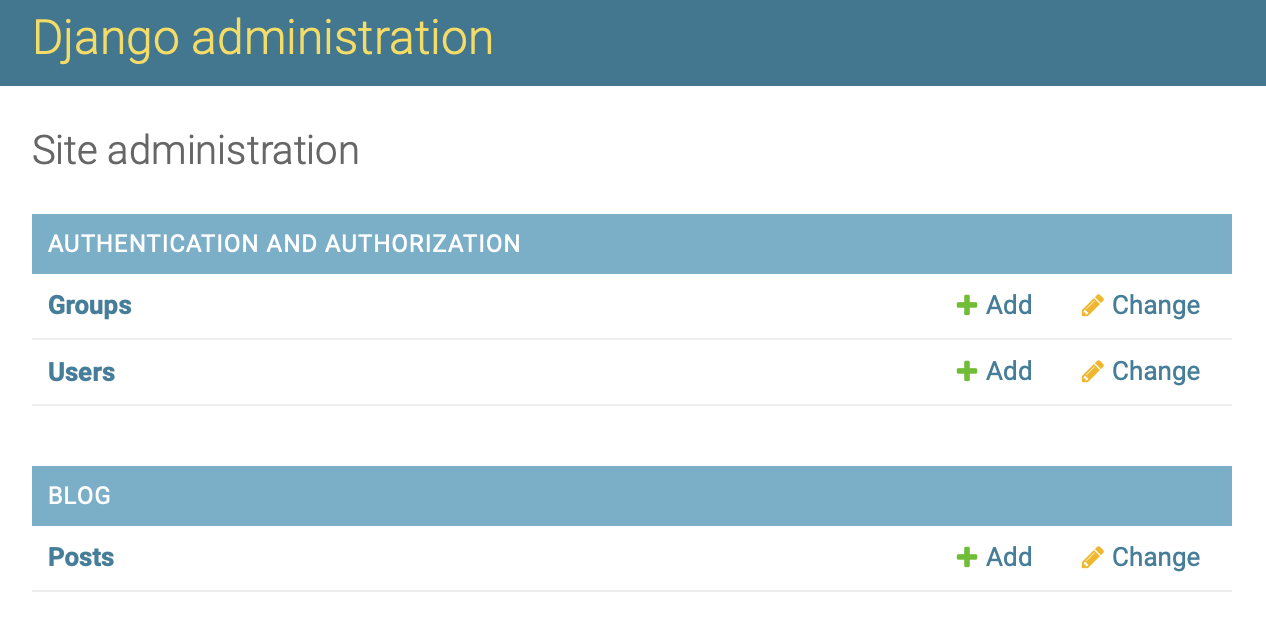 Django administration
Site administration
AUTHENTICATION AND AUTHORIZATION
Groups Add Change
Users Add Change
BLOG
Posts Add Change